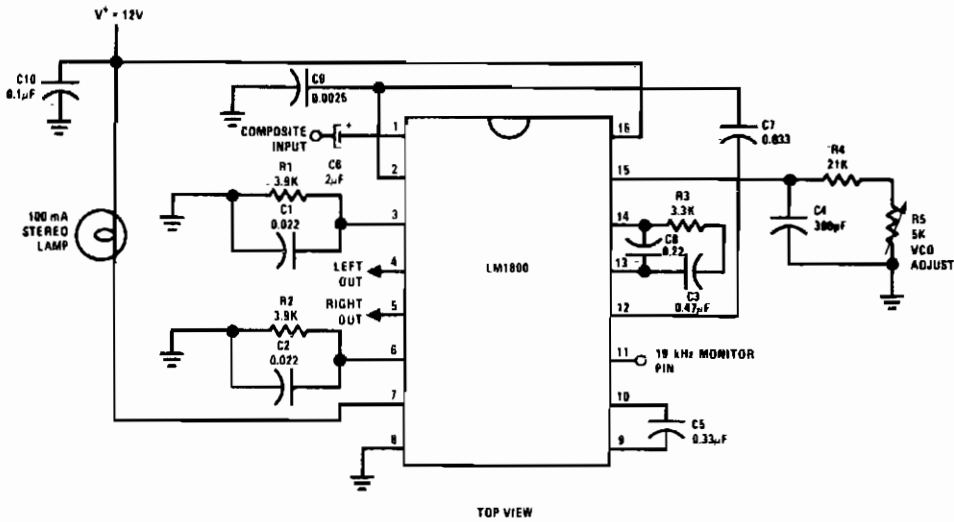 V+ = 12V
C10
0.1µF
C9
0.0025
COMPOSITE
INPUT
+
C6
2µF
1
2
3
4
5
6
7
8
16
15
14
13
12
11
10
9
LM1800
R1
3.9K
C1
0.022
100 mA
STEREO
LAMP
LEFT
OUT
RIGHT
OUT
R2
3.9K
C2
0.022
C7
0.033
R4
21K
C4
390pF
R5
5K
VCO
ADJUST
R3
3.3K
C8
0.22
C3
0.47µF
19 kHz MONITOR
PIN
C5
0.33µF
TOP VIEW